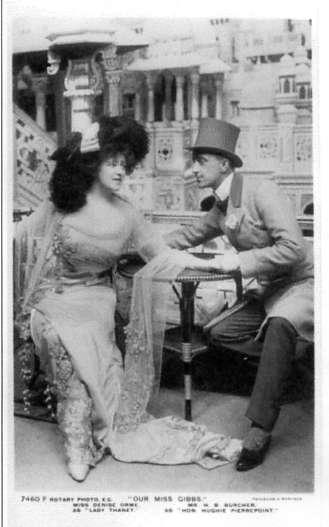 7460 F ROTARY PHOTO, E.C. "OUR MISS GIBBS."
MISS DENISE ORME, MR. H. B. BURCHER,
AS "LADY THANET." AS "HON. HUGHIE PIERREPOINT."